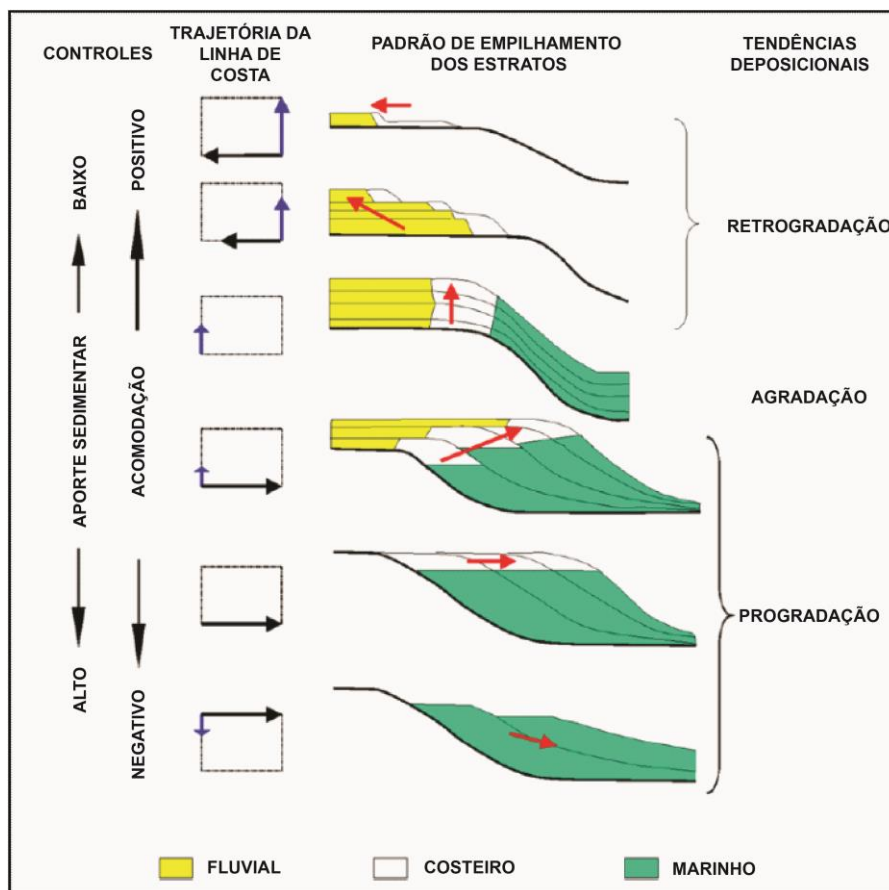 CONTROLES
TRAJETÓRIA DA
LINHA DE
COSTA
PADRÃO DE EMPILHAMENTO
DOS ESTRATOS
TENDÊNCIAS
DEPOSICIONAIS
BAIXO
POSITIVO
APORTE SEDIMENTAR
ACOMODAÇÃO
ALTO
NEGATIVO
RETROGRADAÇÃO
AGRADAÇÃO
PROGRADAÇÃO
FLUVIAL
COSTEIRO
MARINHO